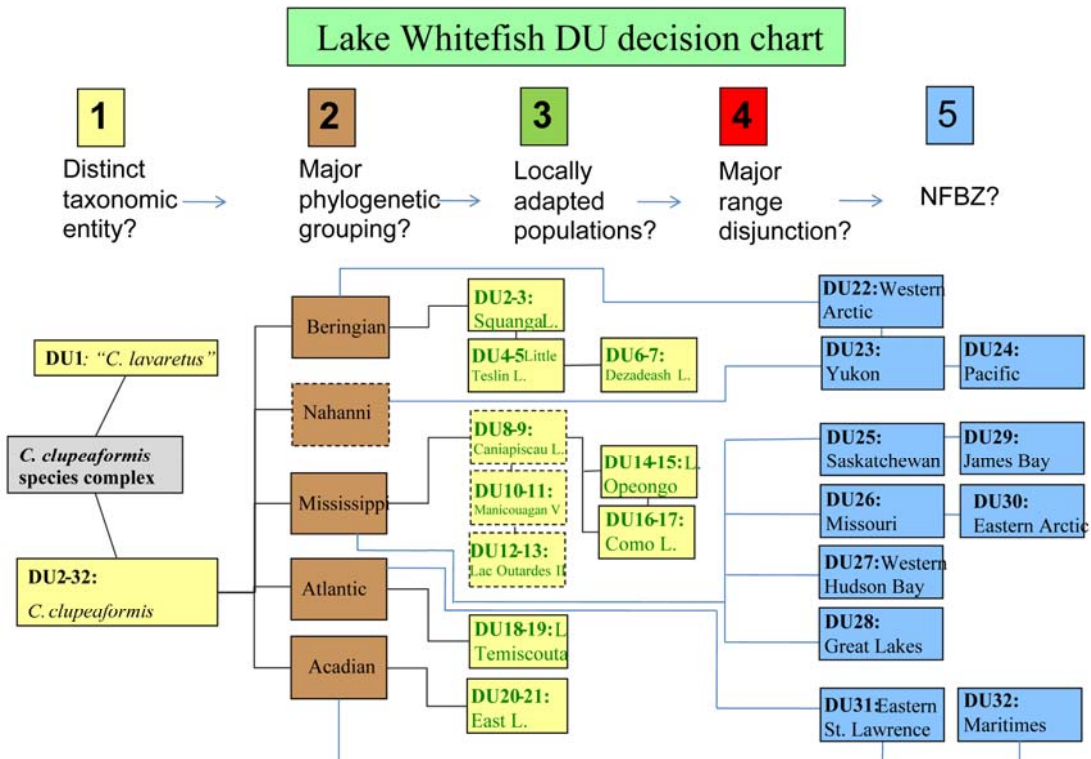 Lake Whitefish DU decision chart
1
2
3
4
5
Distinct
taxonomic
entity?
Major
phylogenetic
grouping?
Locally
adapted
populations?
Major
range
disjunction?
NFBZ?
DU1: “C. lavaretus”
C. clupeaformis
species complex
DU2-32:
C. clupeaformis
Beringian
Nahanni
Mississippi
Atlantic
Acadian
DU2-3:
SquangaL.
DU4-5Little
Teslin L.
DU6-7:
Dezadeash L.
DU8-9:
Caniapiscau L.
DU10-11:
Manicouagan V
DU12-13:
Lac Outardes II
DU14-15: L.
Opeongo
DU16-17:
Como L.
DU18-19: L
Temiscouta
DU20-21:
East L.
DU22: Western
Arctic
DU23:
Yukon
DU24:
Pacific
DU25:
Saskatchewan
DU29:
James Bay
DU26:
Missouri
DU30:
Eastern Arctic
DU27: Western
Hudson Bay
DU28:
Great Lakes
DU31:Eastern
St. Lawrence
DU32:
Maritimes